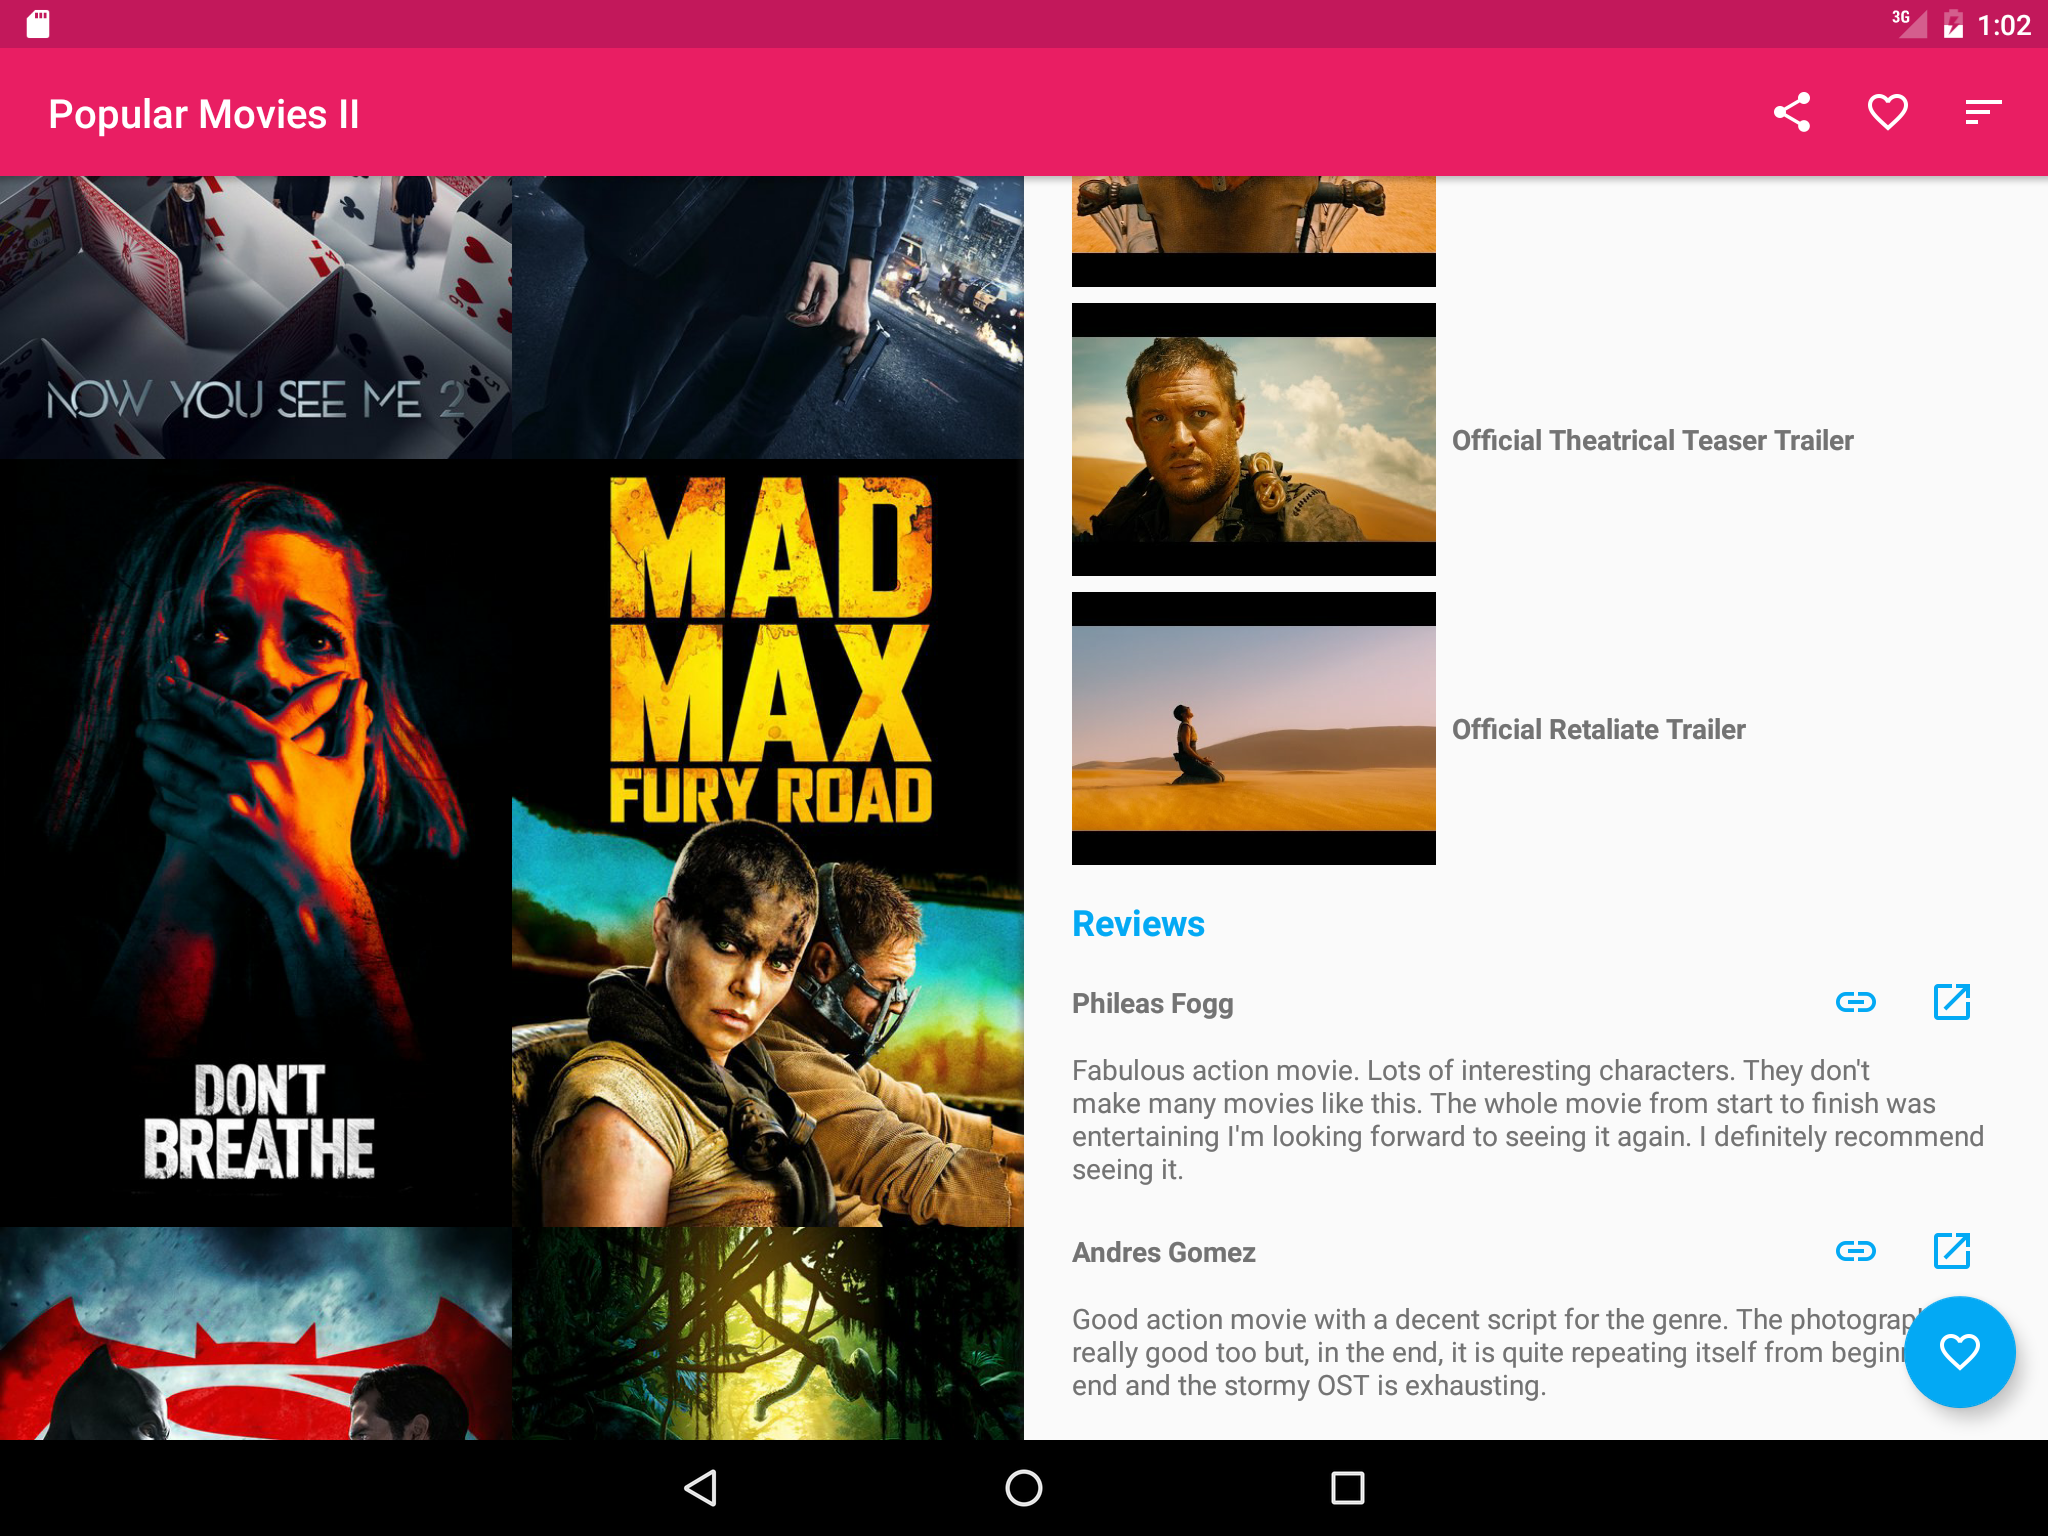 3G
1:02
Popular Movies II
NOW YOU SEE ME 2
MAD
MAX
FURY ROAD
DON'T
BREATHE
Official Theatrical Teaser Trailer
Official Retaliate Trailer
Reviews
Phileas Fogg
Fabulous action movie. Lots of interesting characters. They don't
make many movies like this. The whole movie from start to finish was
entertaining I'm looking forward to seeing it again. I definitely recommend
seeing it.
Andres Gomez
Good action movie with a decent script for the genre. The
really good too but, in the end, it is quite repeating itself from
end and the stormy OST is exhausting.